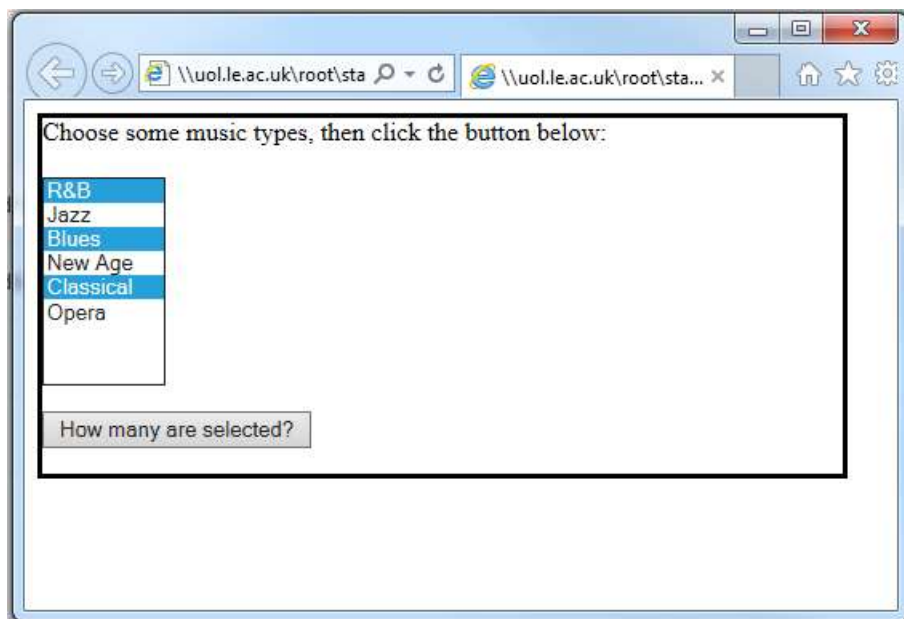 \\uol.le.ac.uk\root\sta
\\uol.le.ac.uk\root\sta...
Choose some music types, then click the button below:
R&B
Jazz
Blues
New Age
Classical
Opera
How many are selected?